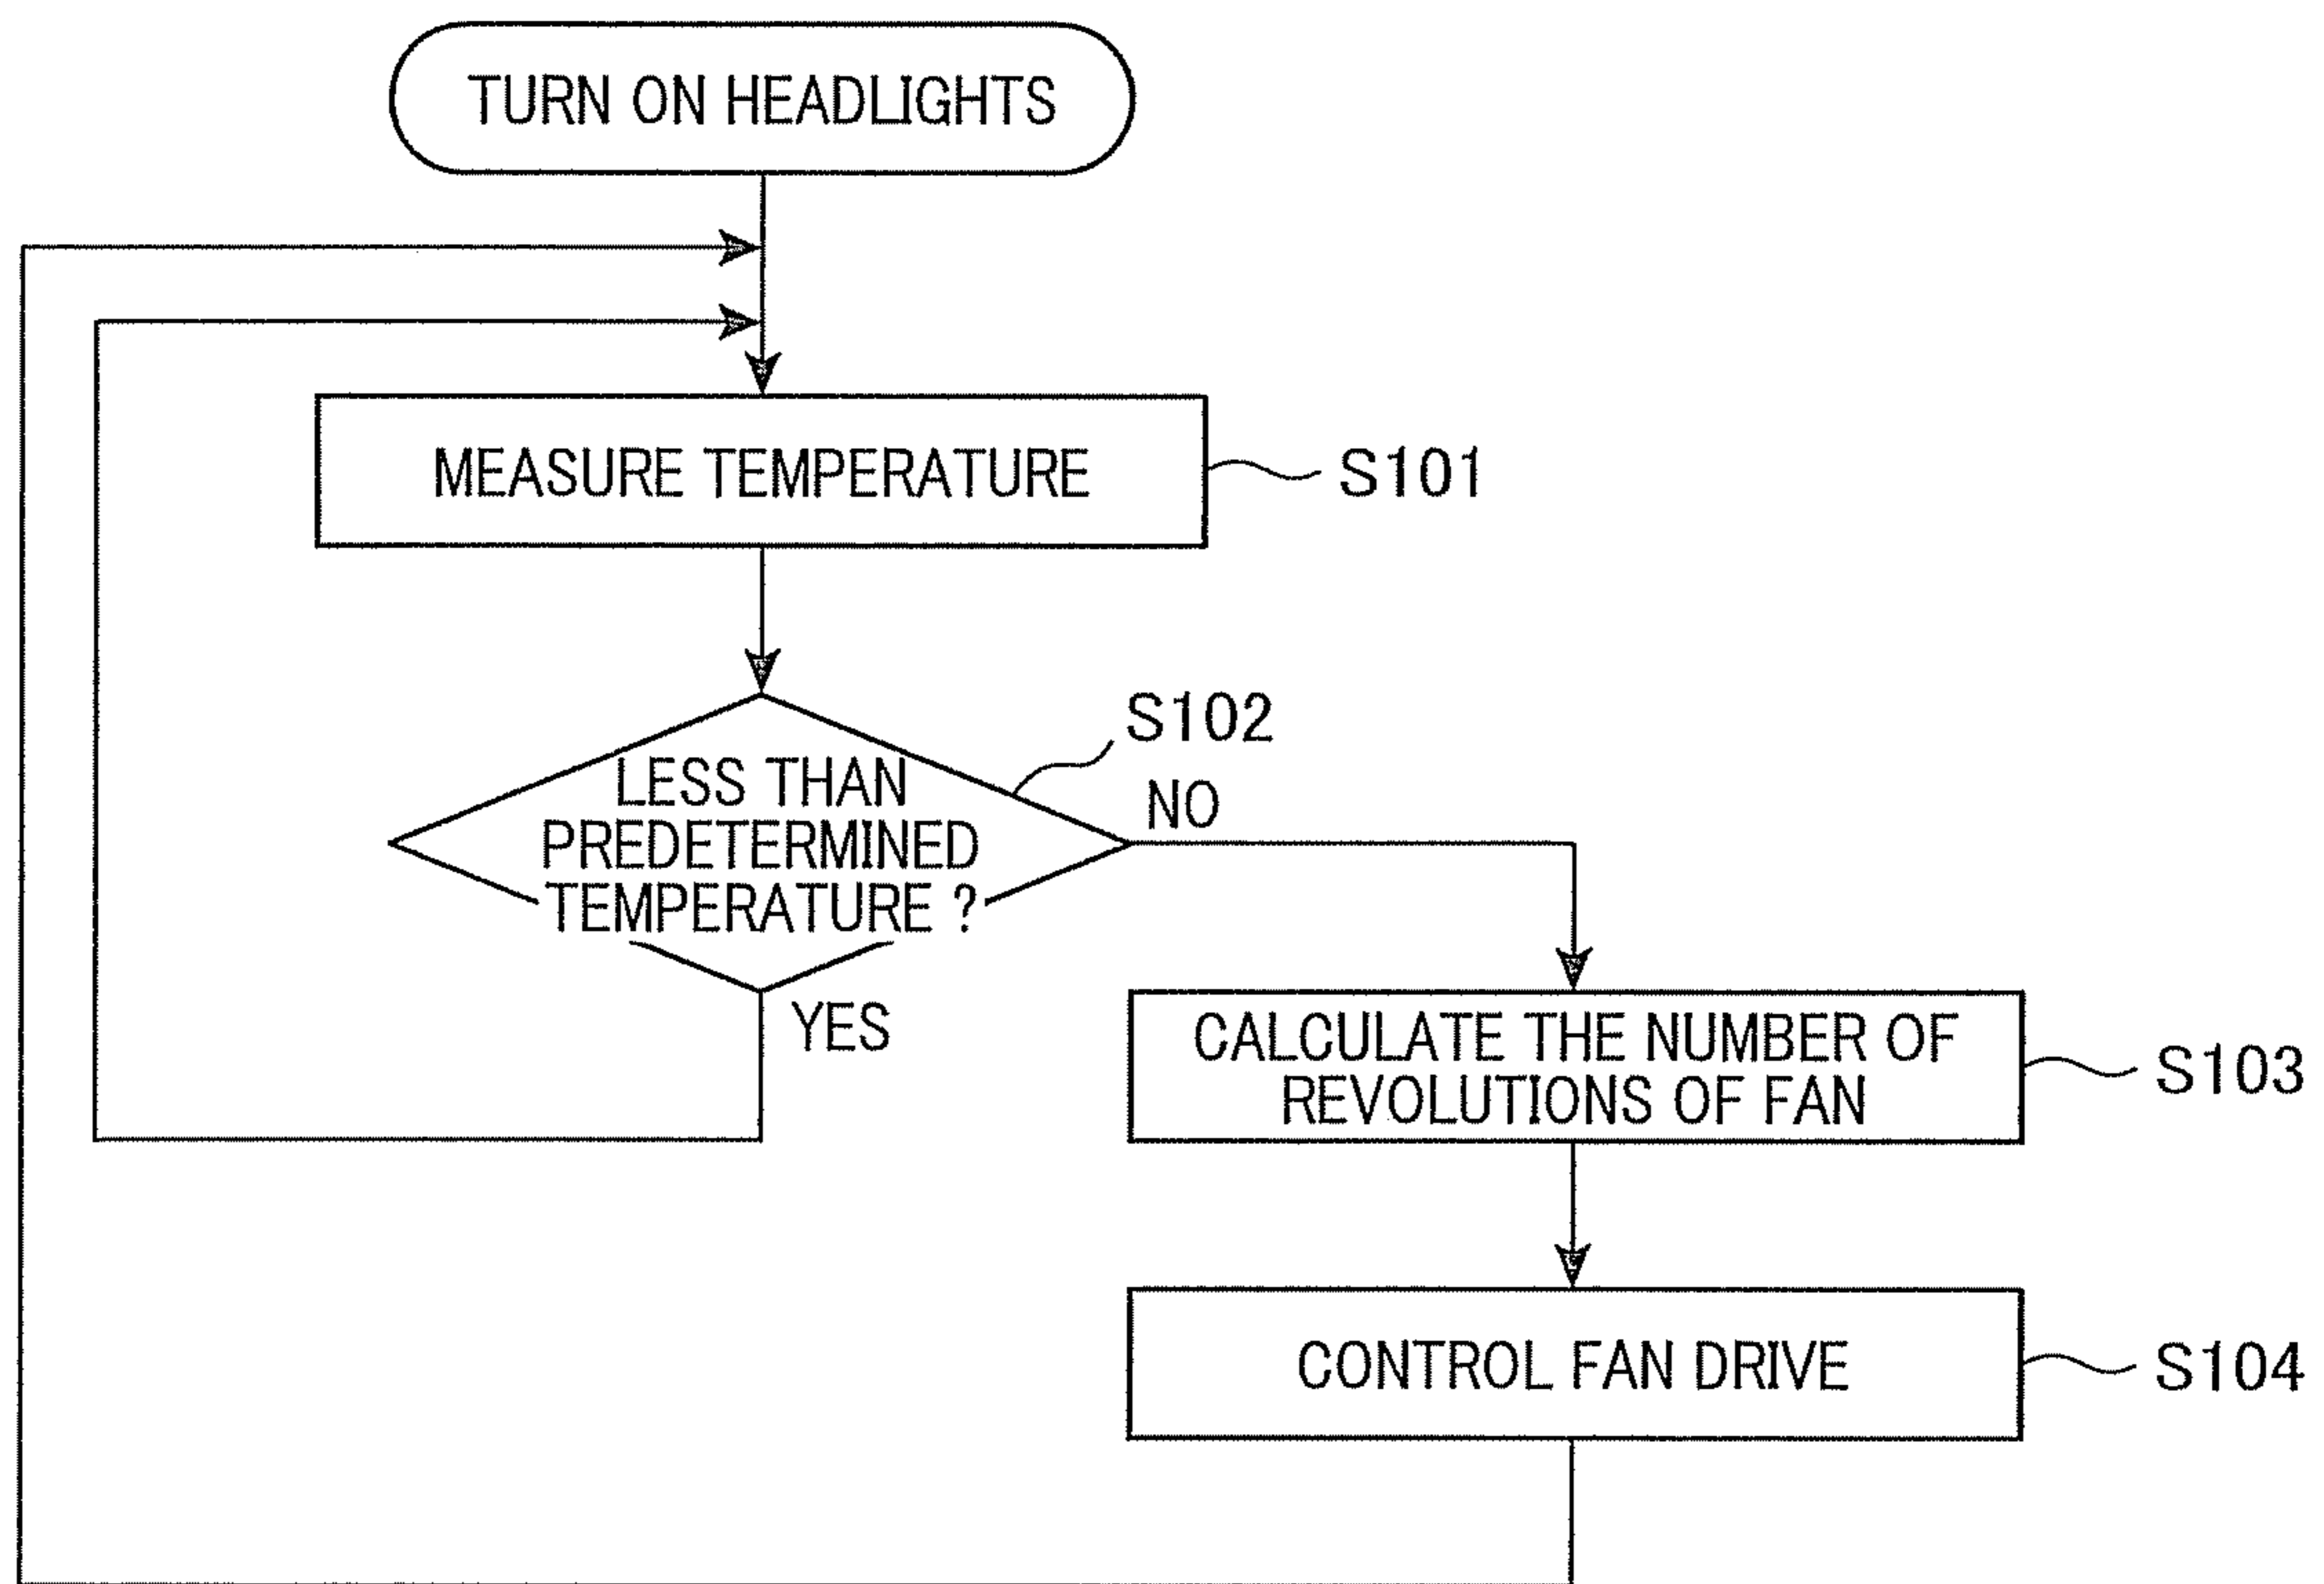 TURN ON HEADLIGHTS
MEASURE TEMPERATURE
S101
S102
LESS THAN
PREDETERMINED
TEMPERATURE ?
NO
YES
CALCULATE THE NUMBER OF
REVOLUTIONS OF FAN
S103
CONTROL FAN DRIVE
S104